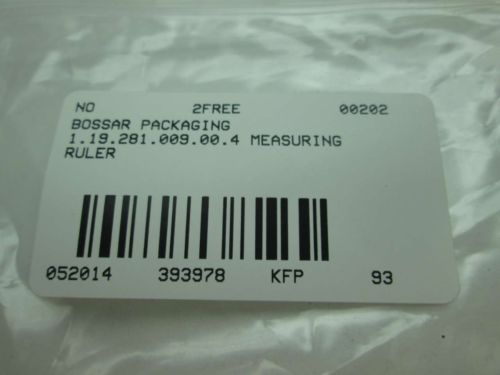 NO 2FREE 00202
BOSSAR PACKAGING
1.19.281.009.00.4 MEASURING
RULER
052014 393978 KFP 93